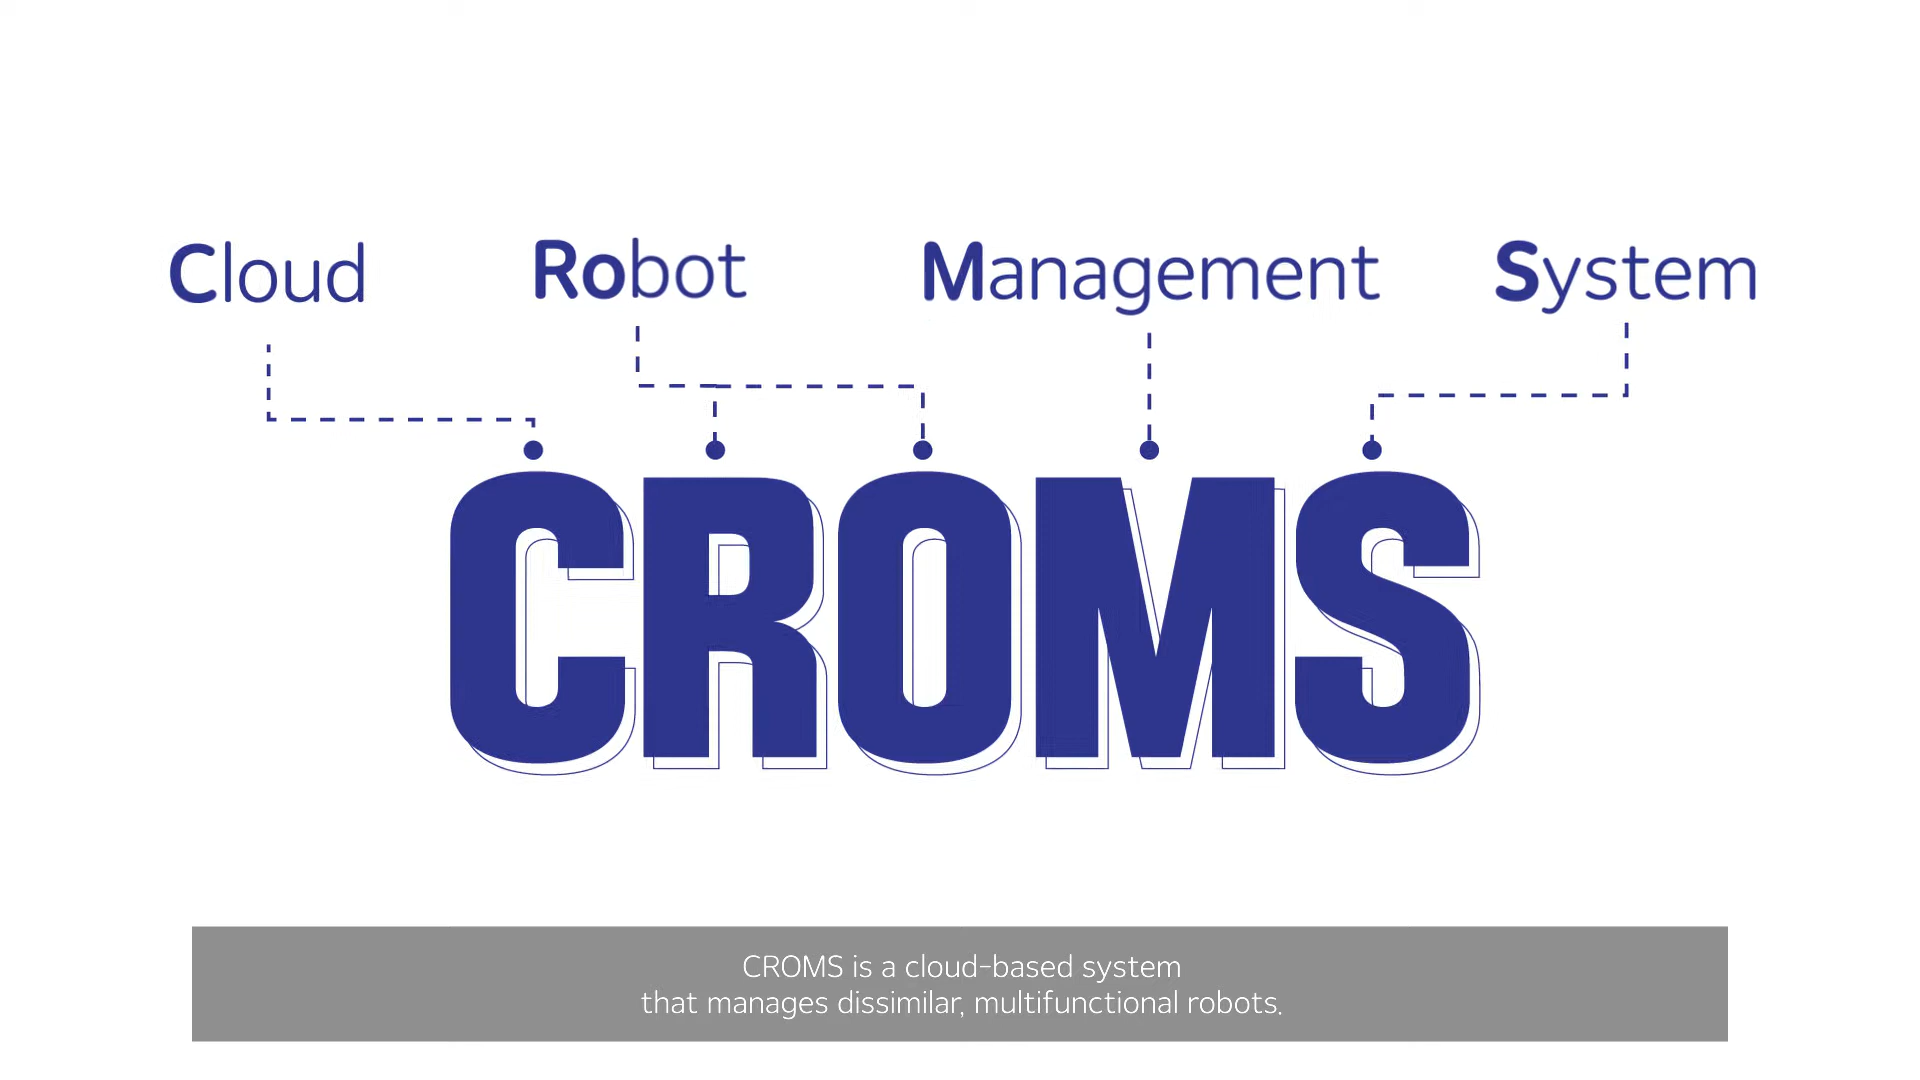 Cloud Robot Management System
CROMS
CROMS is a cloud-based system
that manages dissimilar, multifunctional robots.